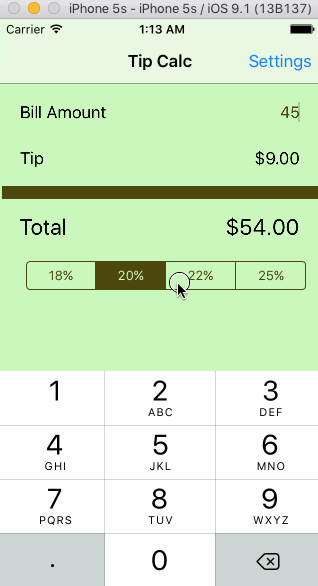 iPhone 5s - iPhone 5s / iOS 9.1 (13B137)
Carrier 1:13 AM
Tip Calc Settings
Bill Amount 45
Tip $9.00
Total $54.00
18% 20% 22% 25%
1 2 3
ABC DEF
4 5 6
GHI JKL MNO
7 8 9
PQRS TUV WXYZ
. 0